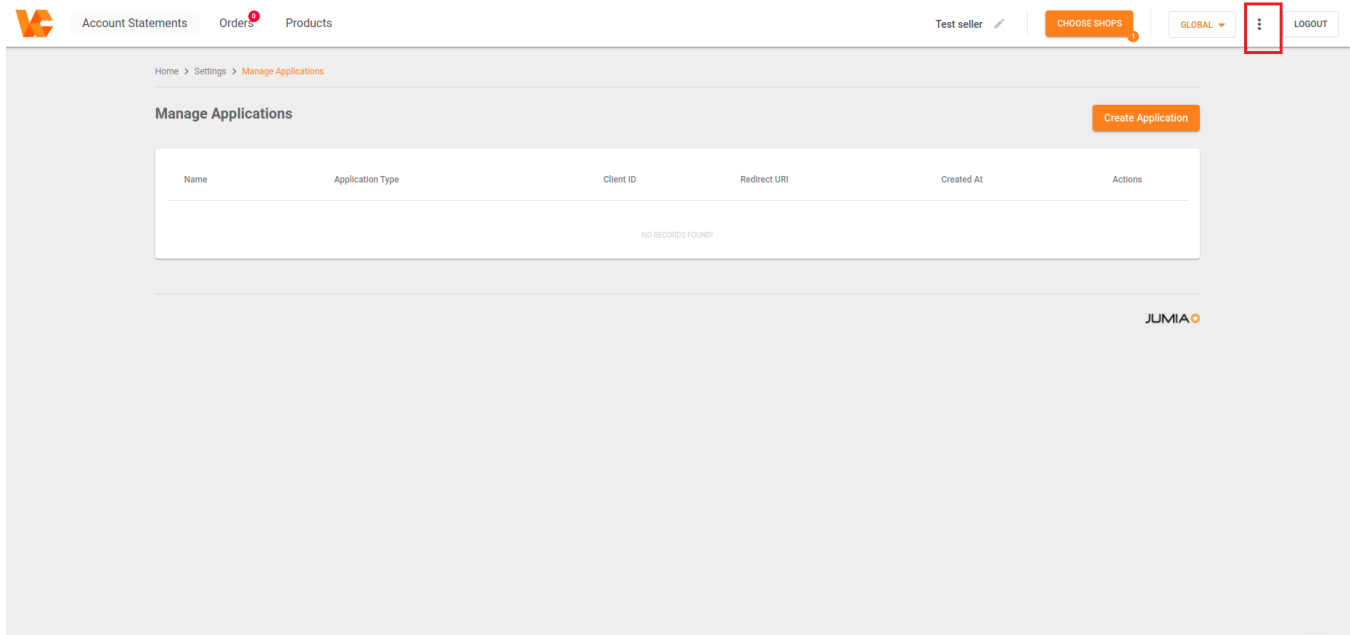 Account Statements Orders 0 Products Test seller CHOOSE SHOPS 1 GLOBAL LOGOUT
Home > Settings > Manage Applications
Manage Applications Create Application
Name Application Type Client ID Redirect URI Created At Actions
NO RECORDS FOUND!
JUMIA